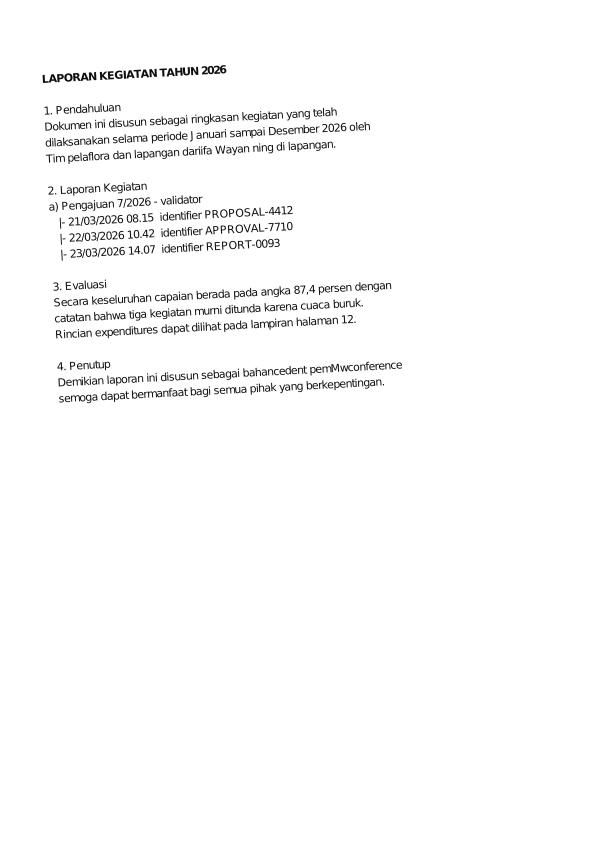 LAPORAN KEGIATAN TAHUN 2026
1. Pendahuluan
Dokumen ini disusun sebagai ringkasan kegiatan yang telah
dilaksanakan selama periode Januari sampai Desember 2026 oleh
Tim pelaflora dan lapangan dariifa Wayan ning di lapangan.
2. Laporan Kegiatan
a) Pengajuan 7/2026 - validator
|- 21/03/2026 08.15 identifier PROPOSAL-4412
|- 22/03/2026 10.42 identifier APPROVAL-7710
|- 23/03/2026 14.07 identifier REPORT-0093
3. Evaluasi
Secara keseluruhan capaian berada pada angka 87,4 persen dengan
catatan bahwa tiga kegiatan murni ditunda karena cuaca buruk.
Rincian expenditures dapat dilihat pada lampiran halaman 12.
4. Penutup
Demikian laporan ini disusun sebagai bahancedent pemMwconference
semoga dapat bermanfaat bagi semua pihak yang berkepentingan.